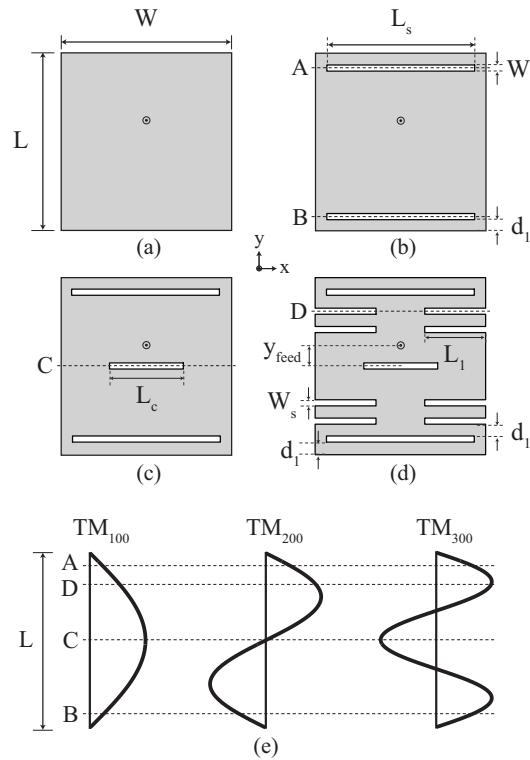 W
L
(a)
L_s
A
W
B
d_1
(b)
y
x
C
L_c
(c)
D
y_feed
L_1
W_s
d_1
d_1
(d)
TM_100
TM_200
TM_300
A
D
L
C
B
(e)